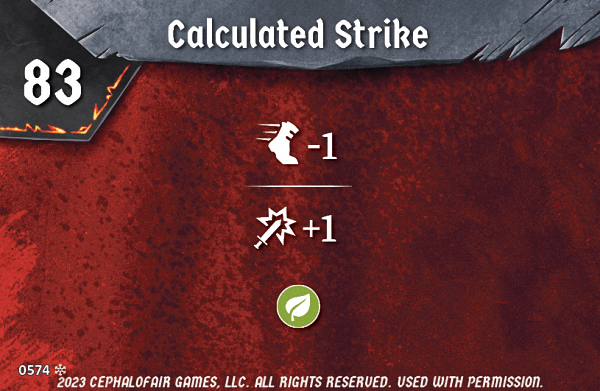 Calculated Strike
83
-1
+1
0574
2023 CEPHALOFAIR GAMES, LLC. ALL RIGHTS RESERVED. USED WITH PERMISSION.